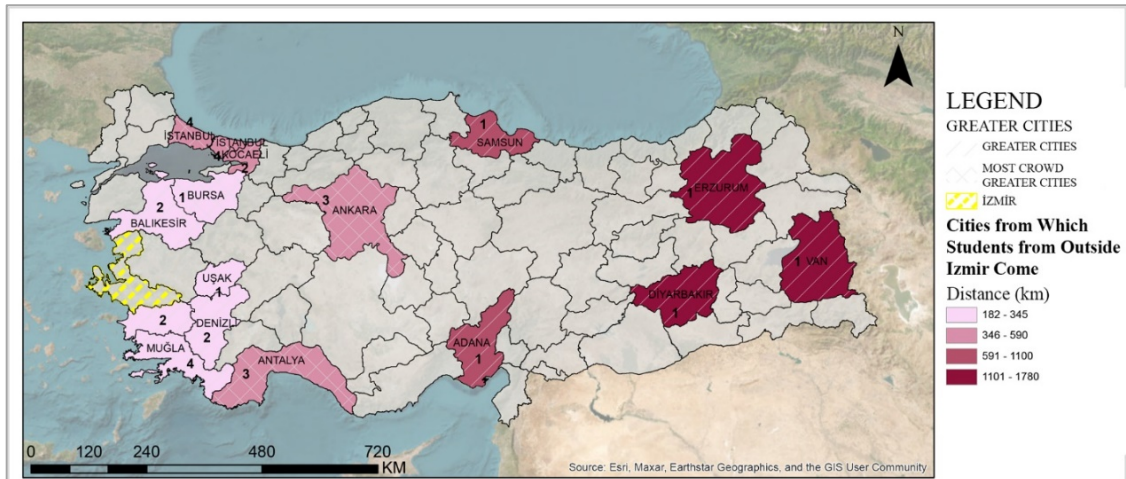 N
4
İSTANBUL
İSTANBUL
4
KOCAELİ
2
1
SAMSUN
1
BURSA
2
BALIKESİR
3
ANKARA
1
ERZURUM
1
VAN
UŞAK
1
2
DENİZLİ
2
MUĞLA
4
ANTALYA
3
ADANA
1
DİYARBAKIR
1
LEGEND
GREATER CITIES
GREATER CITIES
MOST CROWD
GREATER CITIES
İZMİR
Cities from Which
Students from Outside
Izmir Come
Distance (km)
182 - 345
346 - 590
591 - 1100
1101 - 1780
0 120 240 480 720
KM
Source: Esri, Maxar, Earthstar Geographics, and the GIS User Community